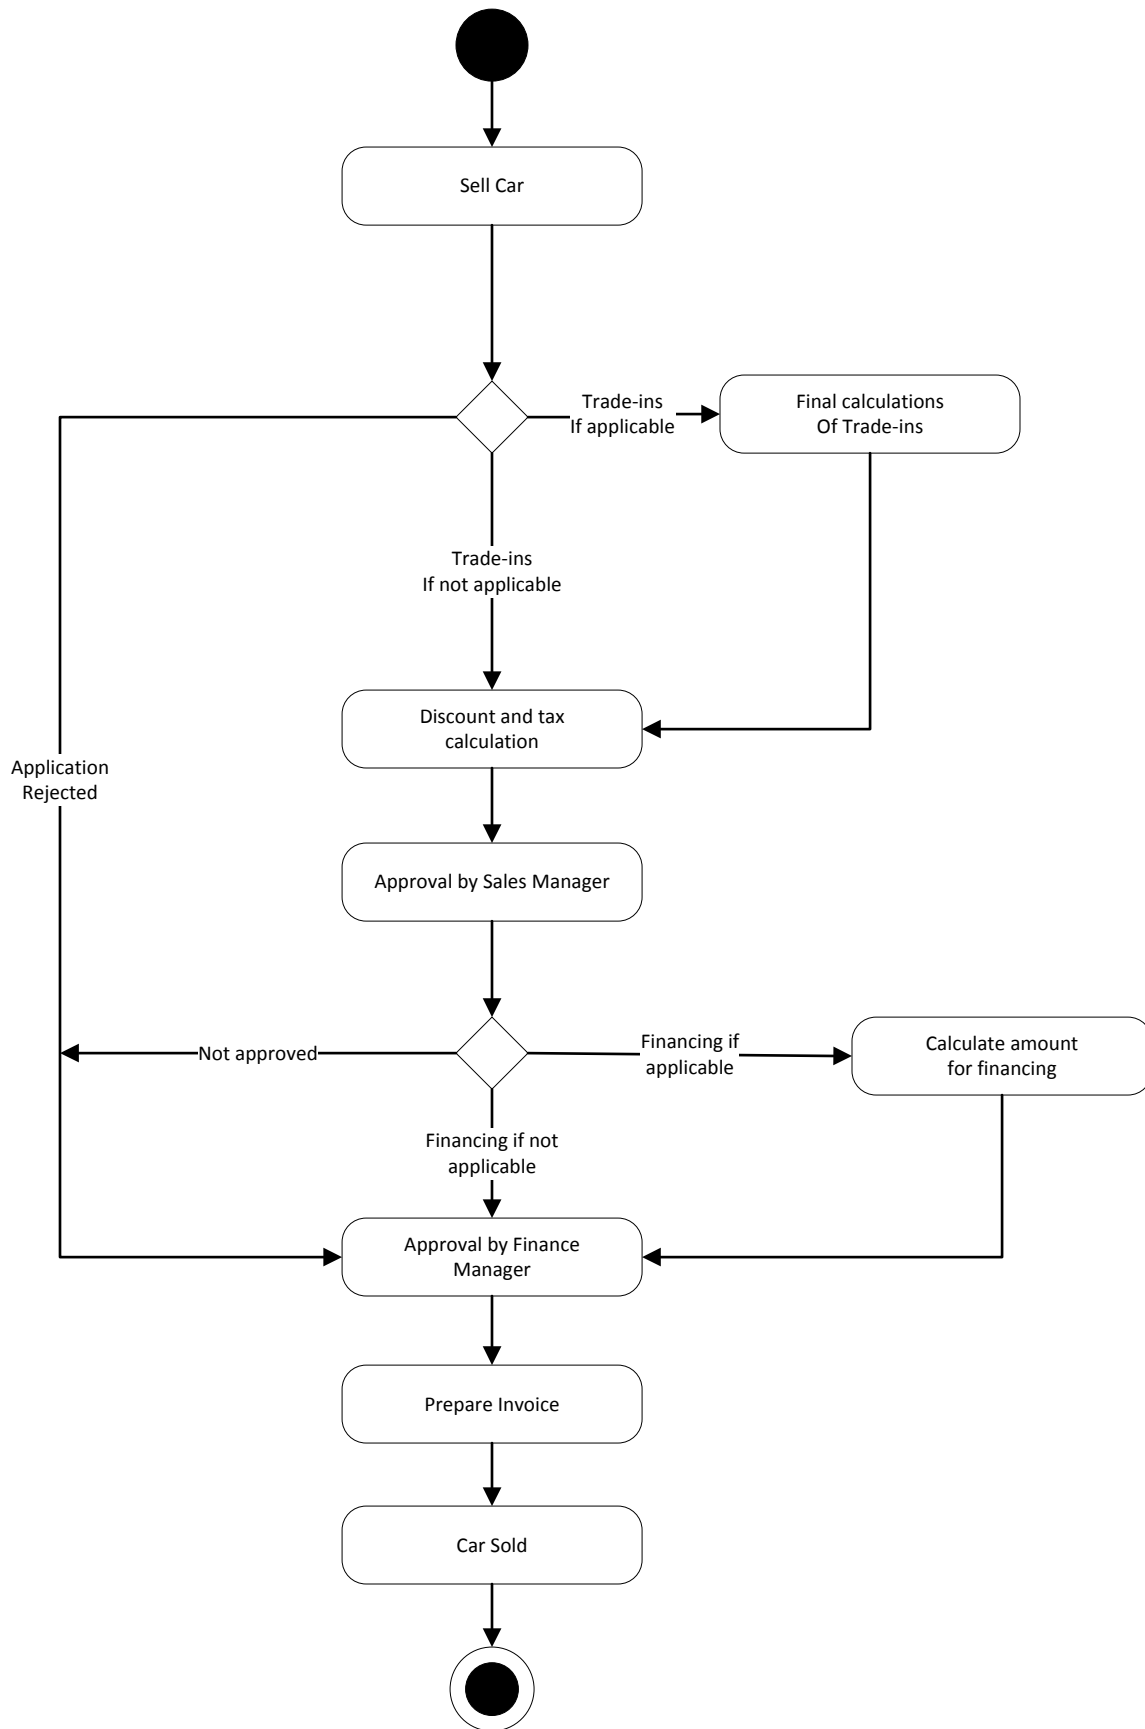 Sell Car
Trade-ins
If applicable
Final calculations
Of Trade-ins
Trade-ins
If not applicable
Discount and tax
calculation
Application
Rejected
Approval by Sales Manager
Not approved
Financing if
applicable
Calculate amount
for financing
Financing if not
applicable
Approval by Finance
Manager
Prepare Invoice
Car Sold